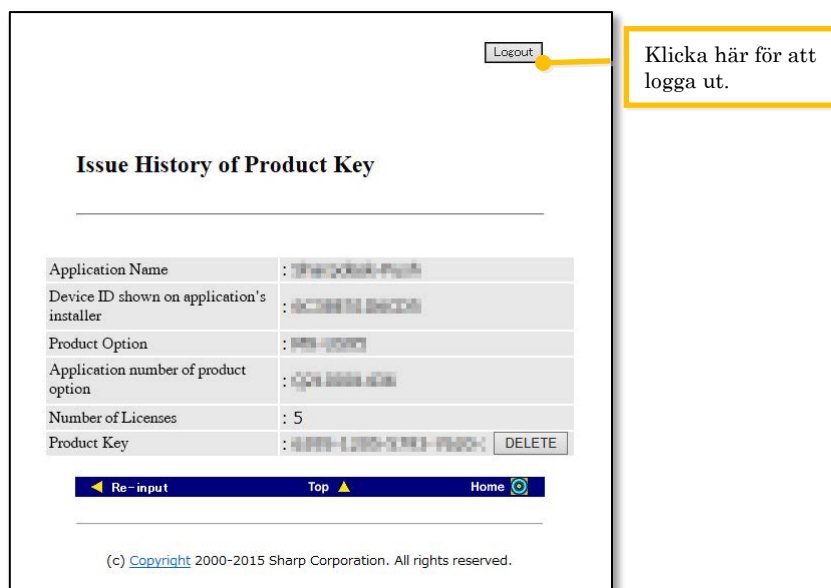 Logout
Klicka här för att
logga ut.
Issue History of Product Key
Application Name :
Device ID shown on application's
installer :
Product Option :
Application number of product
option :
Number of Licenses : 5
Product Key : DELETE
Re-input Top Home
(c) Copyright 2000-2015 Sharp Corporation. All rights reserved.